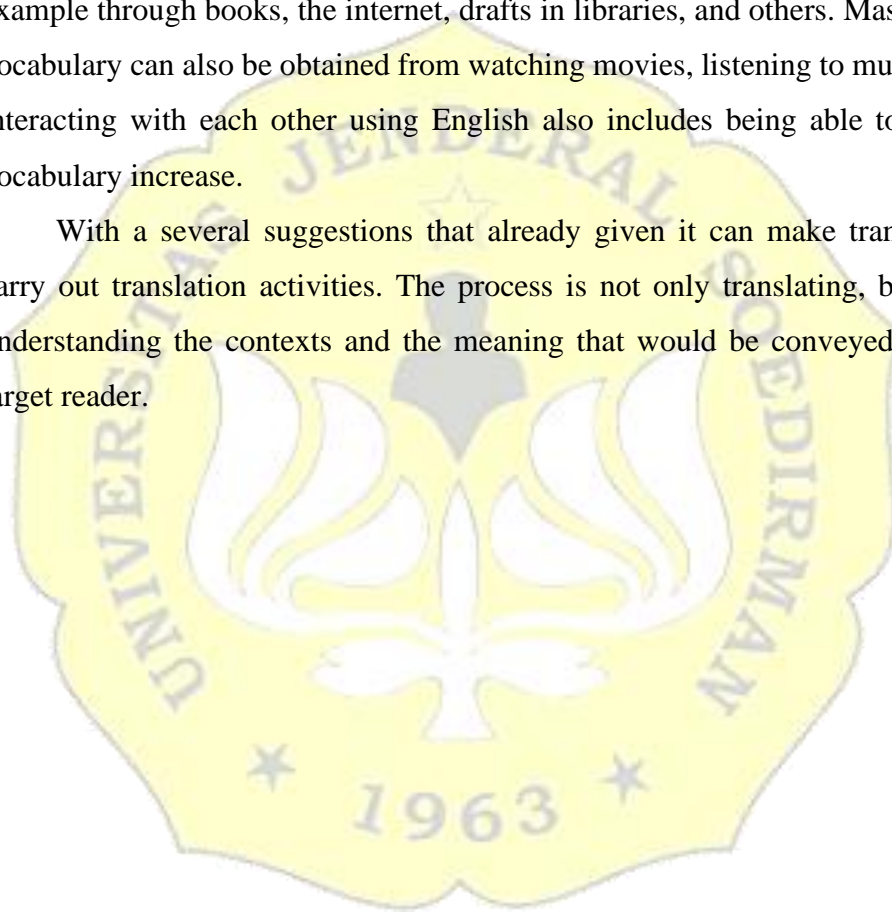 xample through books, the internet, drafts in libraries, and others. Mas
ocabulary can also be obtained from watching movies, listening to mu
nteracting with each other using English also includes being able to
ocabulary increase.
With a several suggestions that already given it can make tran
arry out translation activities. The process is not only translating, b
nderstanding the contexts and the meaning that would be conveyed
arget reader.
UNIVERSITAS JENDERAL SOEDIRMAN
1963